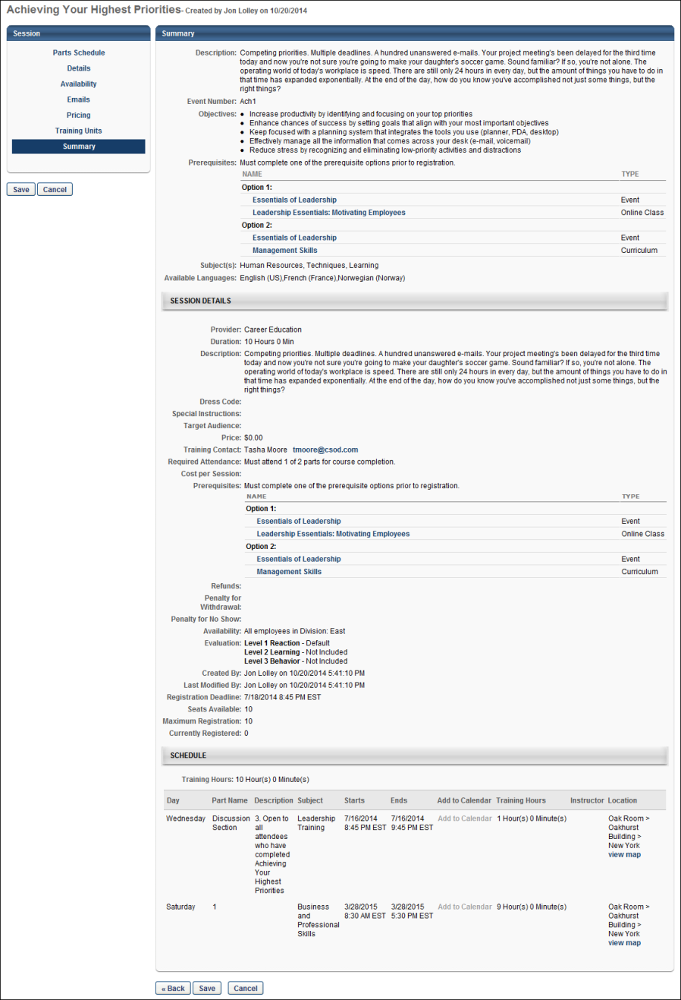 Achieving Your Highest Priorities- Created by Jon Lolley on 10/20/2014
Session
Parts Schedule
Details
Availability
Emails
Pricing
Training Units
Summary
Save Cancel
Summary
Description: Competing priorities. Multiple deadlines. A hundred unanswered e-mails. Your project meeting's been delayed for the third time
today and now you're not sure you're going to make your daughter's soccer game. Sound familiar? If so, you're not alone. The
operating world of today's workplace is speed. There are still only 24 hours in every day, but the amount of things you have to do in
that time has expanded exponentially. At the end of the day, how do you know you've accomplished not just some things, but the
right things?
Event Number: Ach1
Objectives: • Increase productivity by identifying and focusing on your top priorities
• Enhance chances of success by setting goals that align with your most important objectives
• Keep focused with a planning system that integrates the tools you use (planner, PDA, desktop)
• Effectively manage all the information that comes across your desk (e-mail, voicemail)
• Reduce stress by recognizing and eliminating low-priority activities and distractions
Prerequisites: Must complete one of the prerequisite options prior to registration.
NAME TYPE
Option 1:
Essentials of Leadership Event
Leadership Essentials: Motivating Employees Online Class
Option 2:
Essentials of Leadership Event
Management Skills Curriculum
Subject(s): Human Resources, Techniques, Learning
Available Languages: English (US),French (France),Norwegian (Norway)
SESSION DETAILS
Provider: Career Education
Duration: 10 Hours 0 Min
Description: Competing priorities. Multiple deadlines. A hundred unanswered e-mails. Your project meeting's been delayed for the third time
today and now you're not sure you're going to make your daughter's soccer game. Sound familiar? If so, you're not alone. The
operating world of today's workplace is speed. There are still only 24 hours in every day, but the amount of things you have to do in
that time has expanded exponentially. At the end of the day, how do you know you've accomplished not just some things, but the
right things?
Dress Code:
Special Instructions:
Target Audience:
Price: $0.00
Training Contact: Tasha Moore tmoore@csod.com
Required Attendance: Must attend 1 of 2 parts for course completion.
Cost per Session:
Prerequisites: Must complete one of the prerequisite options prior to registration.
NAME TYPE
Option 1:
Essentials of Leadership Event
Leadership Essentials: Motivating Employees Online Class
Option 2:
Essentials of Leadership Event
Management Skills Curriculum
Refunds:
Penalty for
Withdrawal:
Penalty for No Show:
Availability: All employees in Division: East
Evaluation: Level 1 Reaction - Default
Level 2 Learning - Not Included
Level 3 Behavior - Not Included
Created By: Jon Lolley on 10/20/2014 5:41:10 PM
Last Modified By: Jon Lolley on 10/20/2014 5:41:10 PM
Registration Deadline: 7/18/2014 8:45 PM EST
Seats Available: 10
Maximum Registration: 10
Currently Registered: 0
SCHEDULE
Training Hours: 10 Hour(s) 0 Minute(s)
Day Part Name Description Subject Starts Ends Add to Calendar Training Hours Instructor Location
Wednesday Discussion 3. Open to Leadership 7/16/2014 7/16/2014 Add to Calendar 1 Hour(s) 0 Minute(s) Oak Room >
Section all Training 8:45 PM EST 9:45 PM EST Oakhurst
attendees Building >
who have New York
completed view map
Achieving
Your
Highest
Priorities
Saturday 1 Business 3/28/2015 3/28/2015 Add to Calendar 9 Hour(s) 0 Minute(s) Oak Room >
and 8:30 AM EST 5:30 PM EST Oakhurst
Professional Building >
Skills New York
view map
« Back Save Cancel